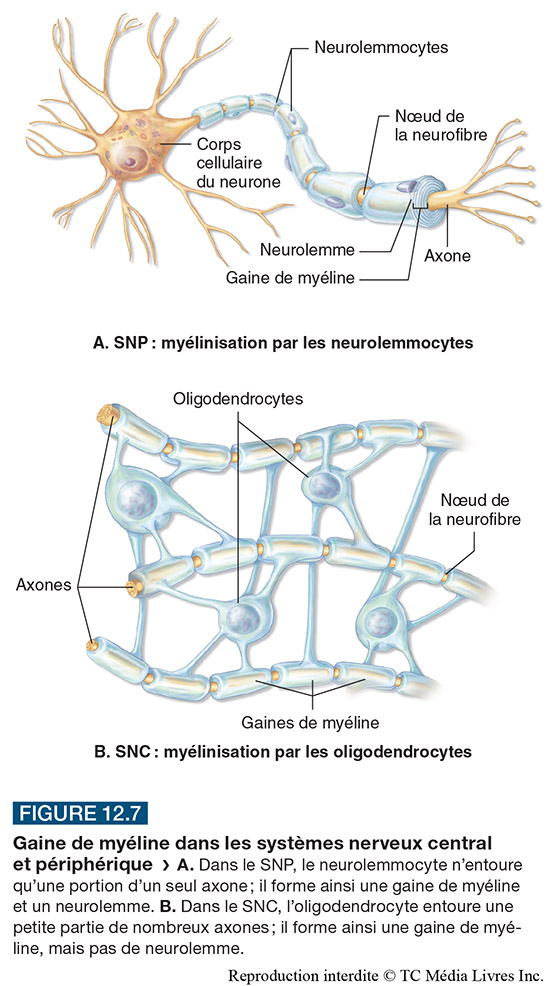 Neurolemmocytes
Nœud de
la neurofibre
Corps
cellulaire
du neurone
Neurolemme
Axone
Gaine de myéline
A. SNP : myélinisation par les neurolemmocytes
Oligodendrocytes
Nœud de
la neurofibre
Axones
Gaines de myéline
B. SNC : myélinisation par les oligodendrocytes
FIGURE 12.7
Gaine de myéline dans les systèmes nerveux central
et périphérique › A. Dans le SNP, le neurolemmocyte n’entoure
qu’une portion d’un seul axone ; il forme ainsi une gaine de myéline
et un neurolemme. B. Dans le SNC, l’oligodendrocyte entoure une
petite partie de nombreux axones ; il forme ainsi une gaine de myé-
line, mais pas de neurolemme.
Reproduction interdite © TC Média Livres Inc.